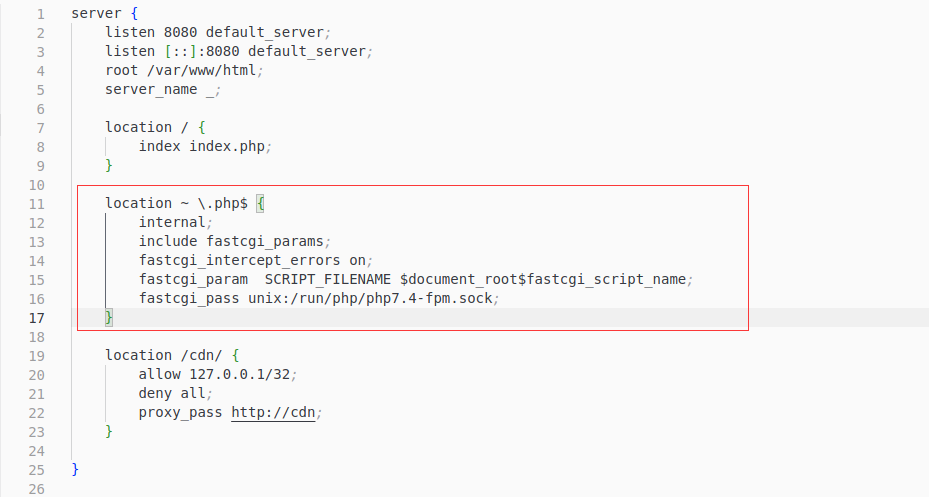 1 server {
2     listen 8080 default_server;
3     listen [::]:8080 default_server;
4     root /var/www/html;
5     server_name _;
6
7     location / {
8         index index.php;
9     }
10
11     location ~ \.php$ {
12         internal;
13         include fastcgi_params;
14         fastcgi_intercept_errors on;
15         fastcgi_param  SCRIPT_FILENAME $document_root$fastcgi_script_name;
16         fastcgi_pass unix:/run/php/php7.4-fpm.sock;
17     }
18
19     location /cdn/ {
20         allow 127.0.0.1/32;
21         deny all;
22         proxy_pass http://cdn;
23     }
24
25 }
26